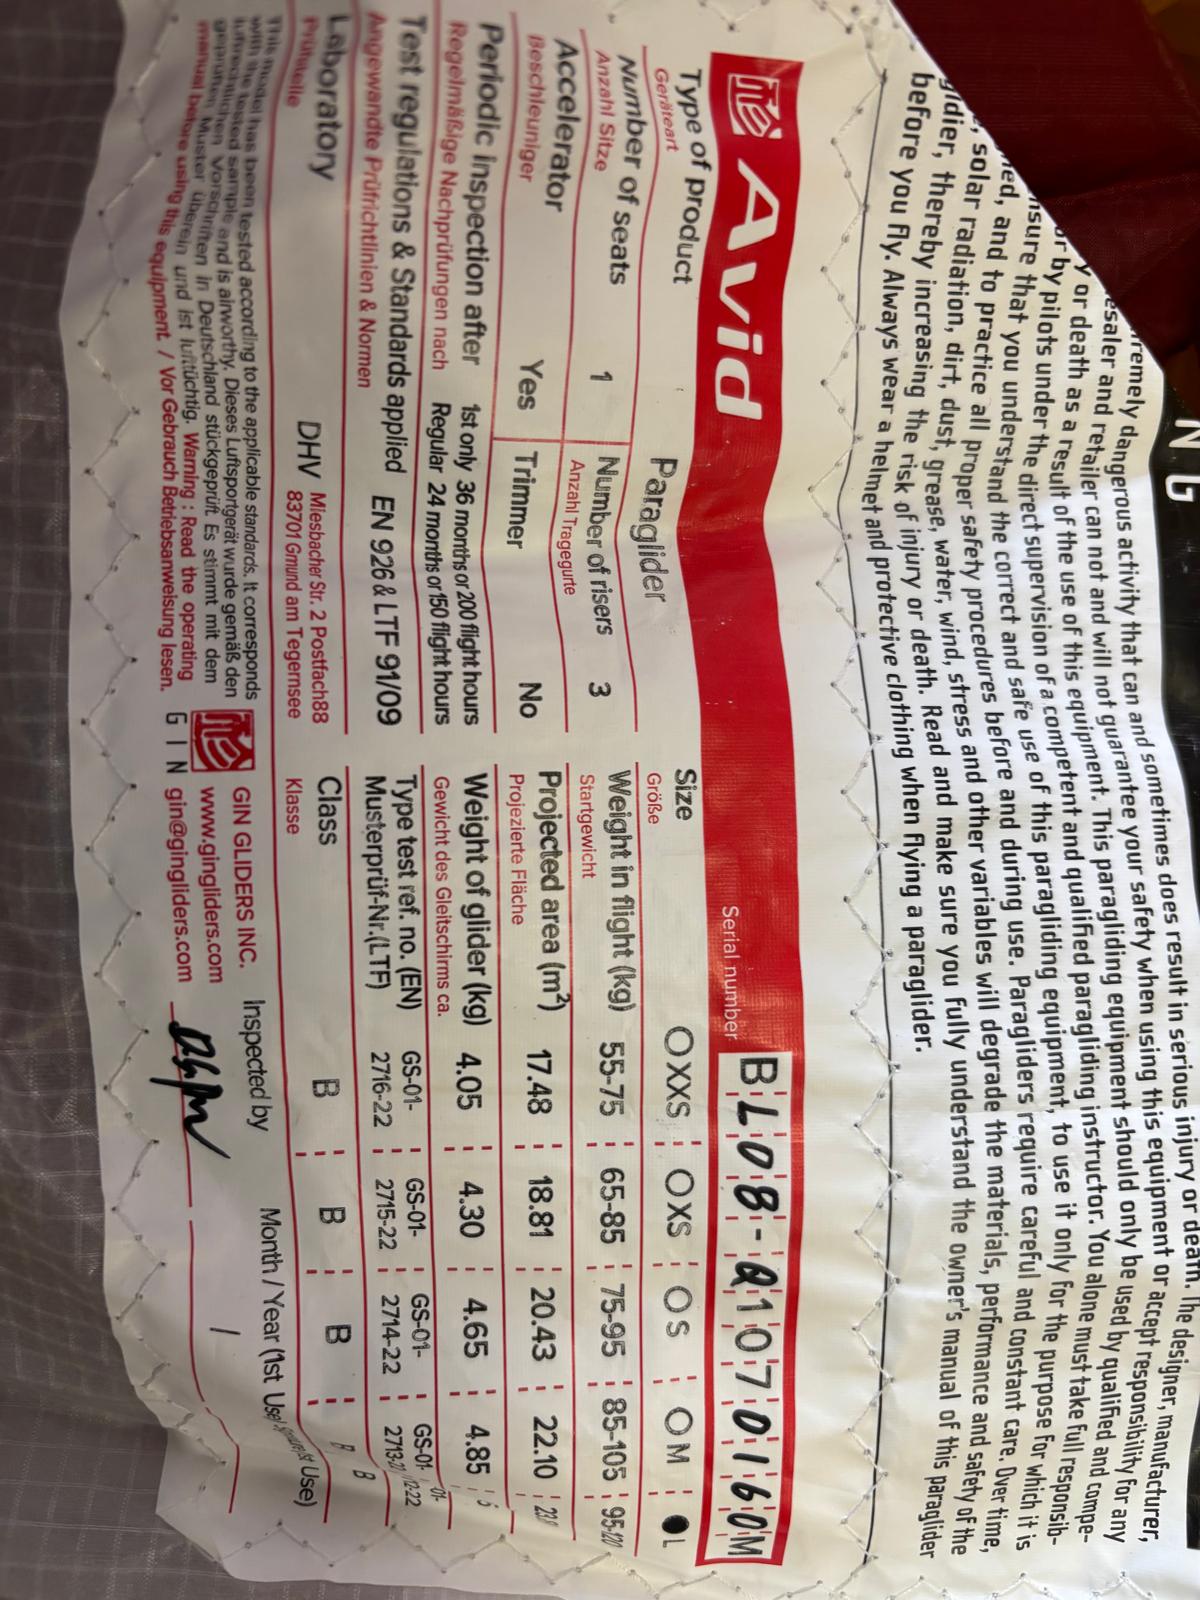 N G
remely dangerous activity that can and sometimes does result in serious injury or death. The designer, manufacturer,
esaler and retailer can not and will not guarantee your safety when using this equipment or accept responsibility for any
y or death as a result of the use of this equipment. This paragliding equipment should only be used by qualified and compe-
or by pilots under the direct supervision of a competent and qualified paragliding instructor. You alone must take full responsib-
nsure that you understand the correct and safe use of this paragliding equipment, to use it only for the purpose for which it is
ned, and to practice all proper safety procedures before and during use. Paragliders require careful and constant care. Over time,
, solar radiation, dirt, dust, grease, water, wind, stress and other variables will degrade the materials, performance and safety of the
glidier, thereby increasing the risk of injury or death. Read and make sure you fully understand the owner's manual of this paraglider
before you fly. Always wear a helmet and protective clothing when flying a paraglider.
Avid Serial number BL08-Q1070160M
Type of product Paraglider
Geräteart
Number of seats 1 Number of risers 3
Anzahl Sitze Anzahl Tragegurte
Accelerator Yes Trimmer No
Beschleuniger
Periodic inspection after 1st only 36 months or 200 flight hours
Regelmäßige Nachprüfungen nach Regular 24 months or 150 flight hours
Test regulations & Standards applied EN 926 & LTF 91/09
Angewandte Prüfrichtlinien & Normen
Laboratory DHV Miesbacher Str. 2 Postfach88
Prüfstelle 83701 Gmund am Tegernsee
This model has been tested according to the applicable standards. It corresponds
with the tested sample and is airworthy. Dieses Luftsportgerät wurde gemäß den
luftrechtlichen Vorschriften in Deutschland stückgeprüft. Es stimmt mit dem
geprüften Muster überein und ist lufttüchtig. Warning : Read the operating
manual before using this equipment. / Vor Gebrauch Betriebsanweisung lesen.
Size XXS XS S M L
Größe
Weight in flight (kg) 55-75 65-85 75-95 85-105 95-120
Startgewicht
Projected area (m²) 17.48 18.81 20.43 22.10
Projezierte Fläche
Weight of glider (kg) 4.05 4.30 4.65 4.85
Gewicht des Gleitschirms ca.
Type test ref. no. (EN) GS-01- GS-01- GS-01- GS-01-
Musterprüf-Nr.(LTF) 2716-22 2715-22 2714-22
Class B B B B B
Klasse
GIN GLIDERS INC.
www.gingliders.com
GIN gin@gingliders.com
Inspected by Month / Year (1st Use)
/